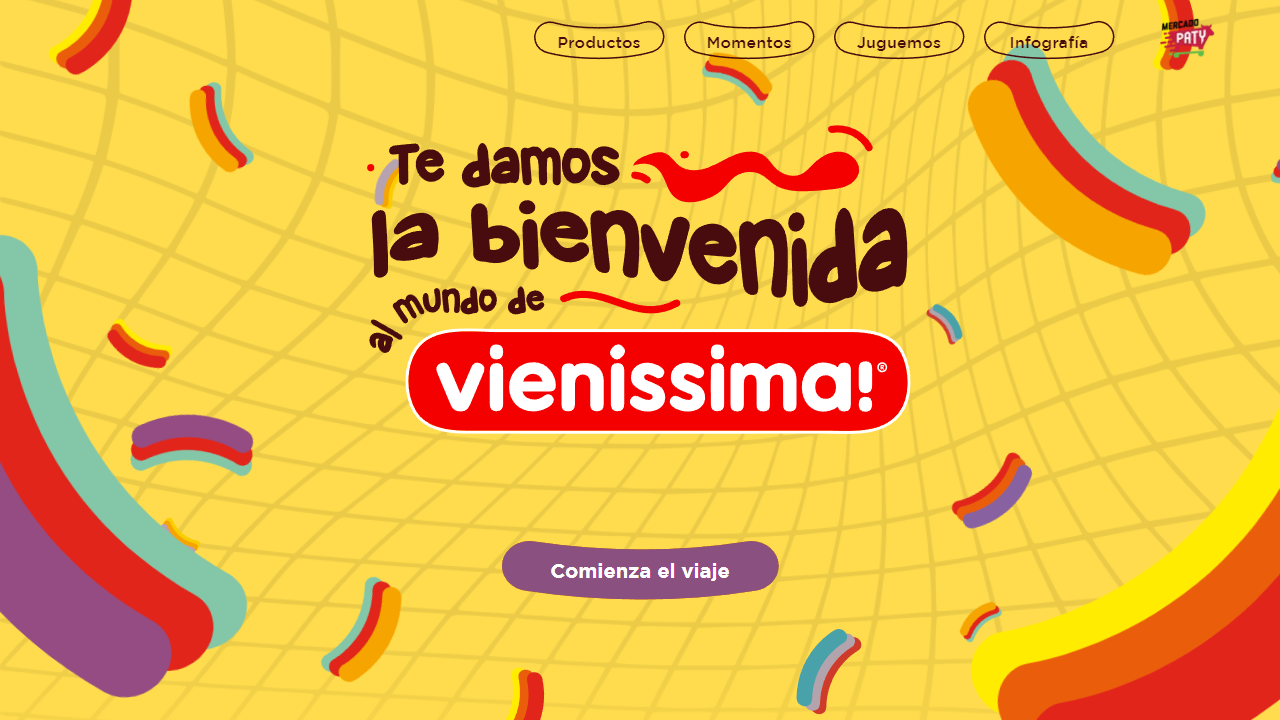 Productos
Momentos
Juguemos
Infografía
MERCADO
PATY
Te damos
la bienvenida
al mundo de
vienissima!®
Comienza el viaje